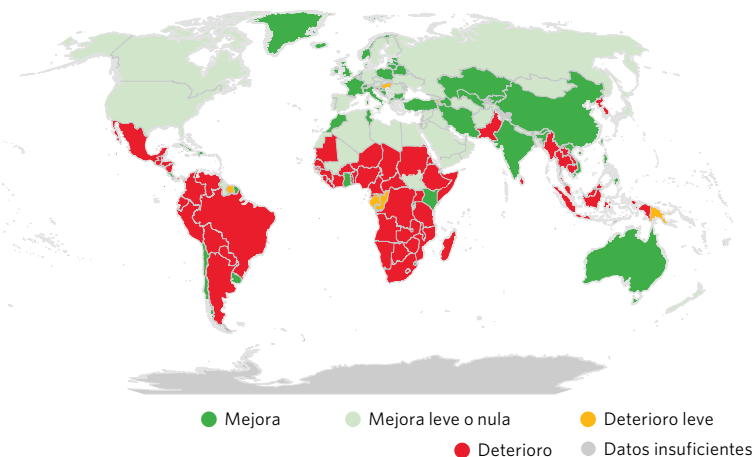 Mejora
Mejora leve o nula
Deterioro leve
Deterioro
Datos insuficientes